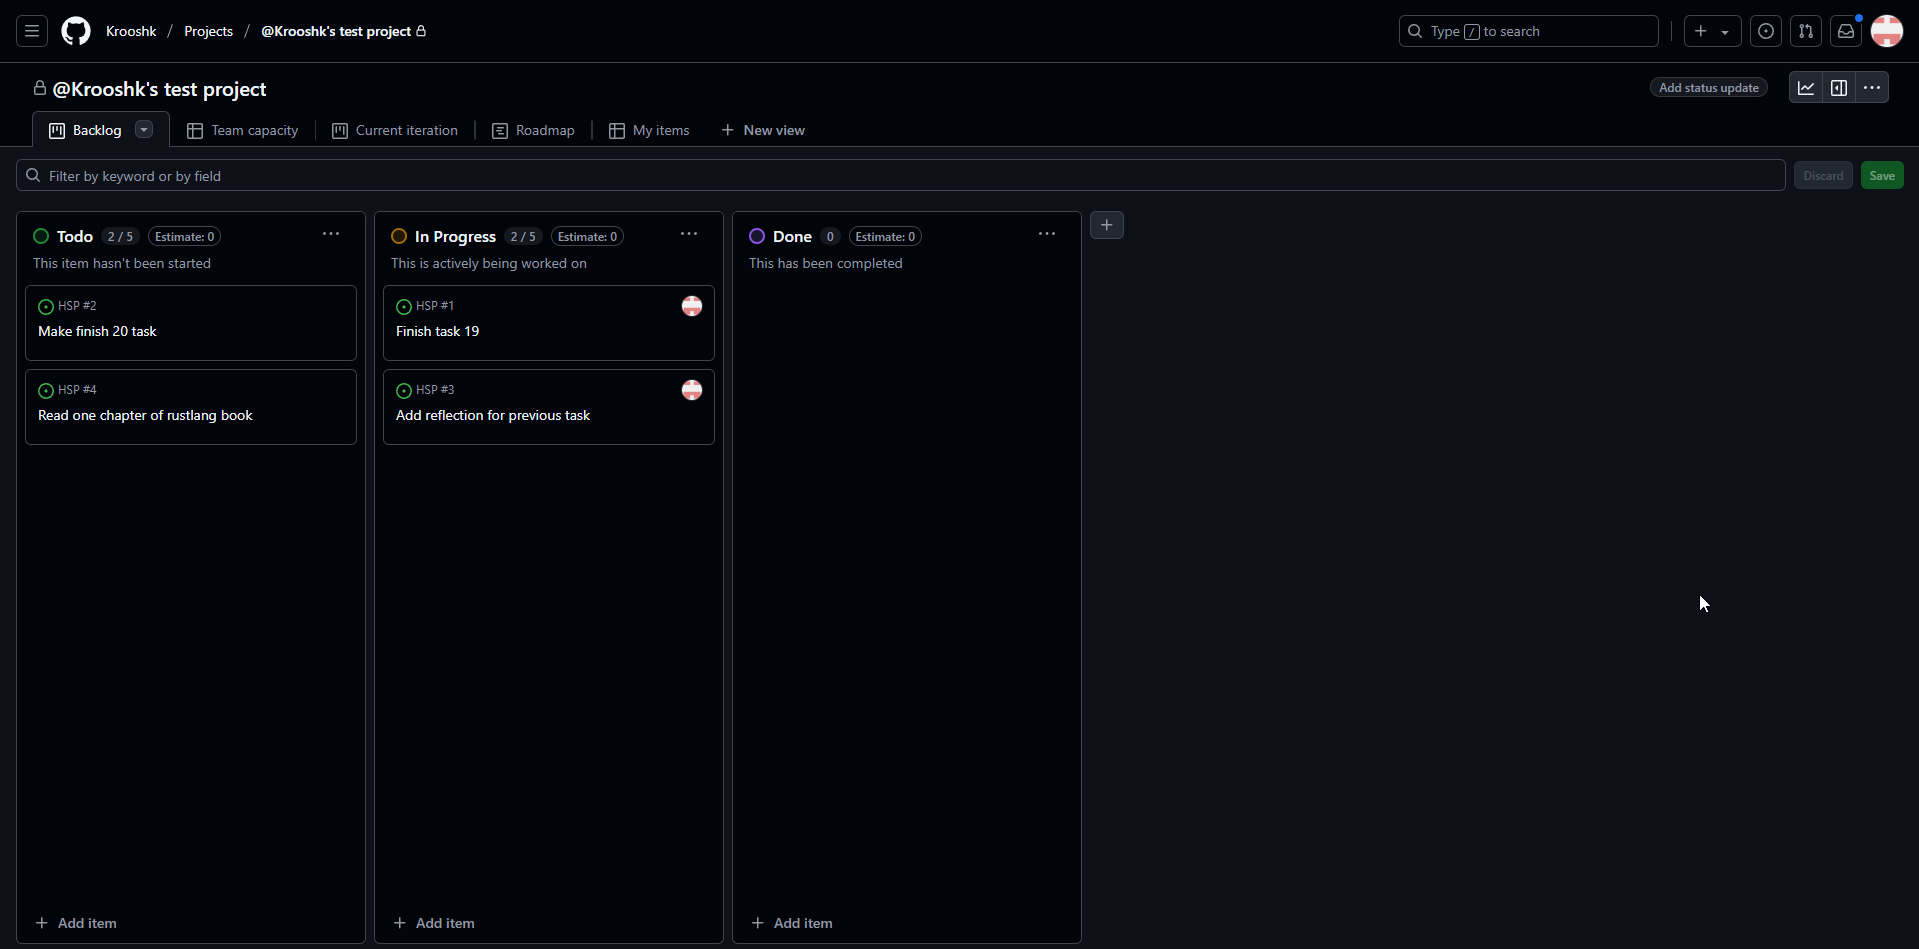 Krooshk / Projects / @Krooshk's test project
Type / to search
@Krooshk's test project
Add status update
Backlog
Team capacity
Current iteration
Roadmap
My items
New view
Filter by keyword or by field
Discard
Save
Todo 2 / 5 Estimate: 0
This item hasn't been started
HSP #2
Make finish 20 task
HSP #4
Read one chapter of rustlang book
Add item
In Progress 2 / 5 Estimate: 0
This is actively being worked on
HSP #1
Finish task 19
HSP #3
Add reflection for previous task
Add item
Done 0 Estimate: 0
This has been completed
Add item